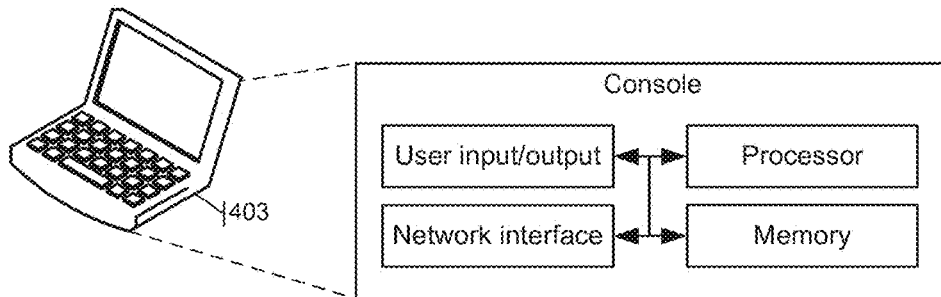 Console
User input/output
Processor
403
Network interface
Memory